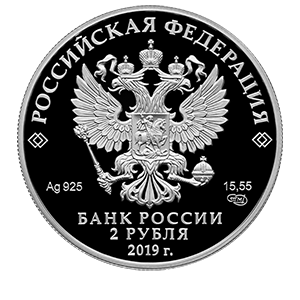 РОССИЙСКАЯ ФЕДЕРАЦИЯ
Ag 925
15,55
БАНК РОССИИ
2 РУБЛЯ
2019 г.